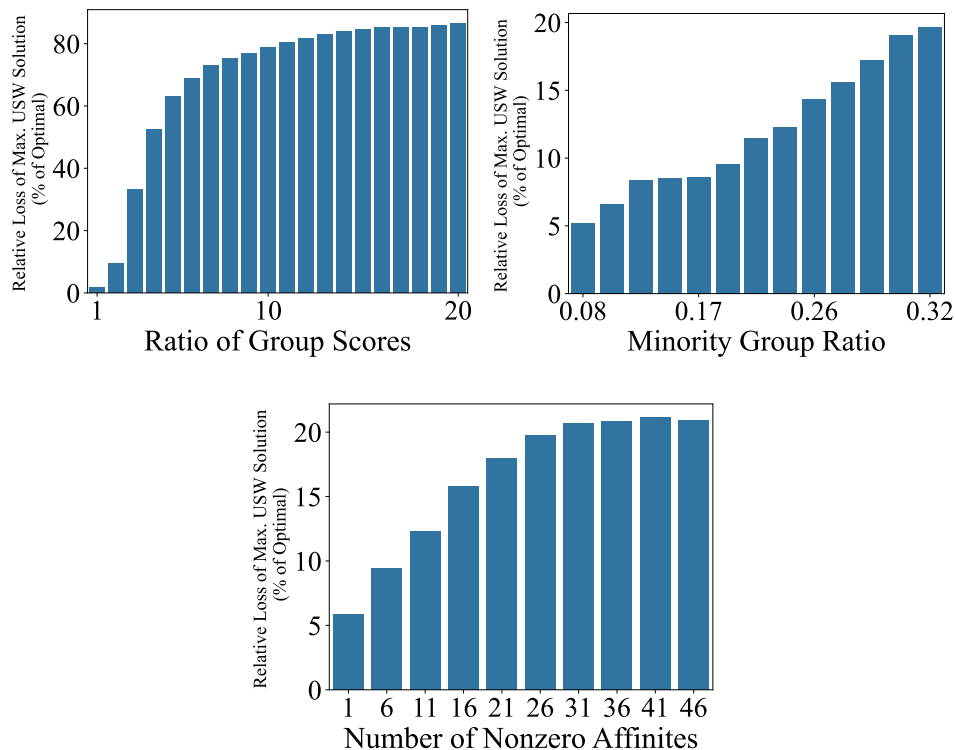 Relative Loss of Max. USW Solution
(% of Optimal)
80
60
40
20
0
1
10
20
Ratio of Group Scores
Relative Loss of Max. USW Solution
(% of Optimal)
20
15
10
5
0
0.08
0.17
0.26
0.32
Minority Group Ratio
Relative Loss of Max. USW Solution
(% of Optimal)
20
15
10
5
0
1 6 11 16 21 26 31 36 41 46
Number of Nonzero Affinites